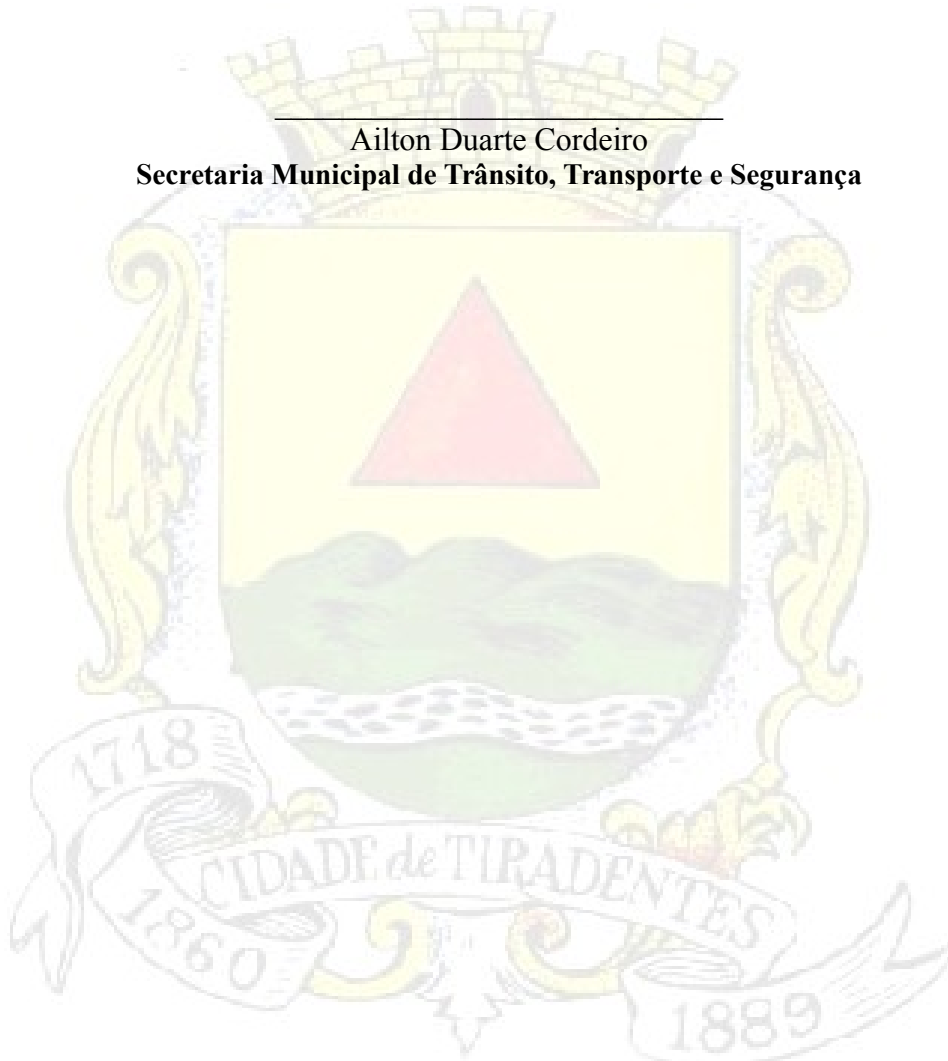 Ailton Duarte Cordeiro
Secretaria Municipal de Trânsito, Transporte e Segurança
1718
CIDADE de TIRADENTES
1860
1889